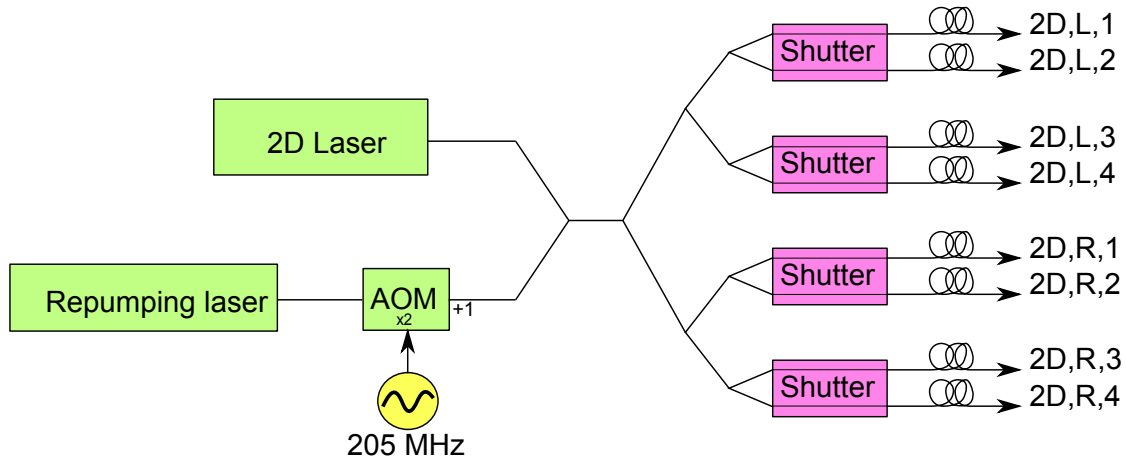 2D Laser
Repumping laser
AOM
x2
+1
205 MHz
Shutter
2D,L,1
2D,L,2
Shutter
2D,L,3
2D,L,4
Shutter
2D,R,1
2D,R,2
Shutter
2D,R,3
2D,R,4